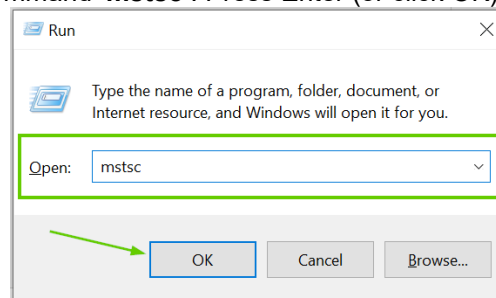 Run
Type the name of a program, folder, document, or
Internet resource, and Windows will open it for you.
Open: mstsc
OK Cancel Browse...